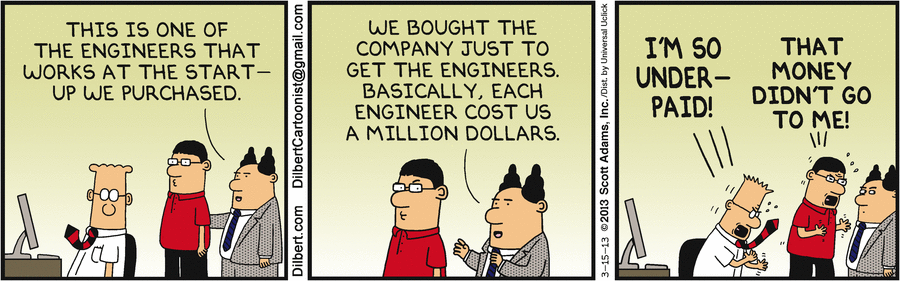 THIS IS ONE OF
THE ENGINEERS THAT
WORKS AT THE START-
UP WE PURCHASED.
Dilbert.com DilbertCartoonist@gmail.com
WE BOUGHT THE
COMPANY JUST TO
GET THE ENGINEERS.
BASICALLY, EACH
ENGINEER COST US
A MILLION DOLLARS.
3-15-13 ©2013 Scott Adams, Inc./Dist. by Universal Uclick
I'M SO
UNDER-
PAID!
THAT
MONEY
DIDN'T GO
TO ME!